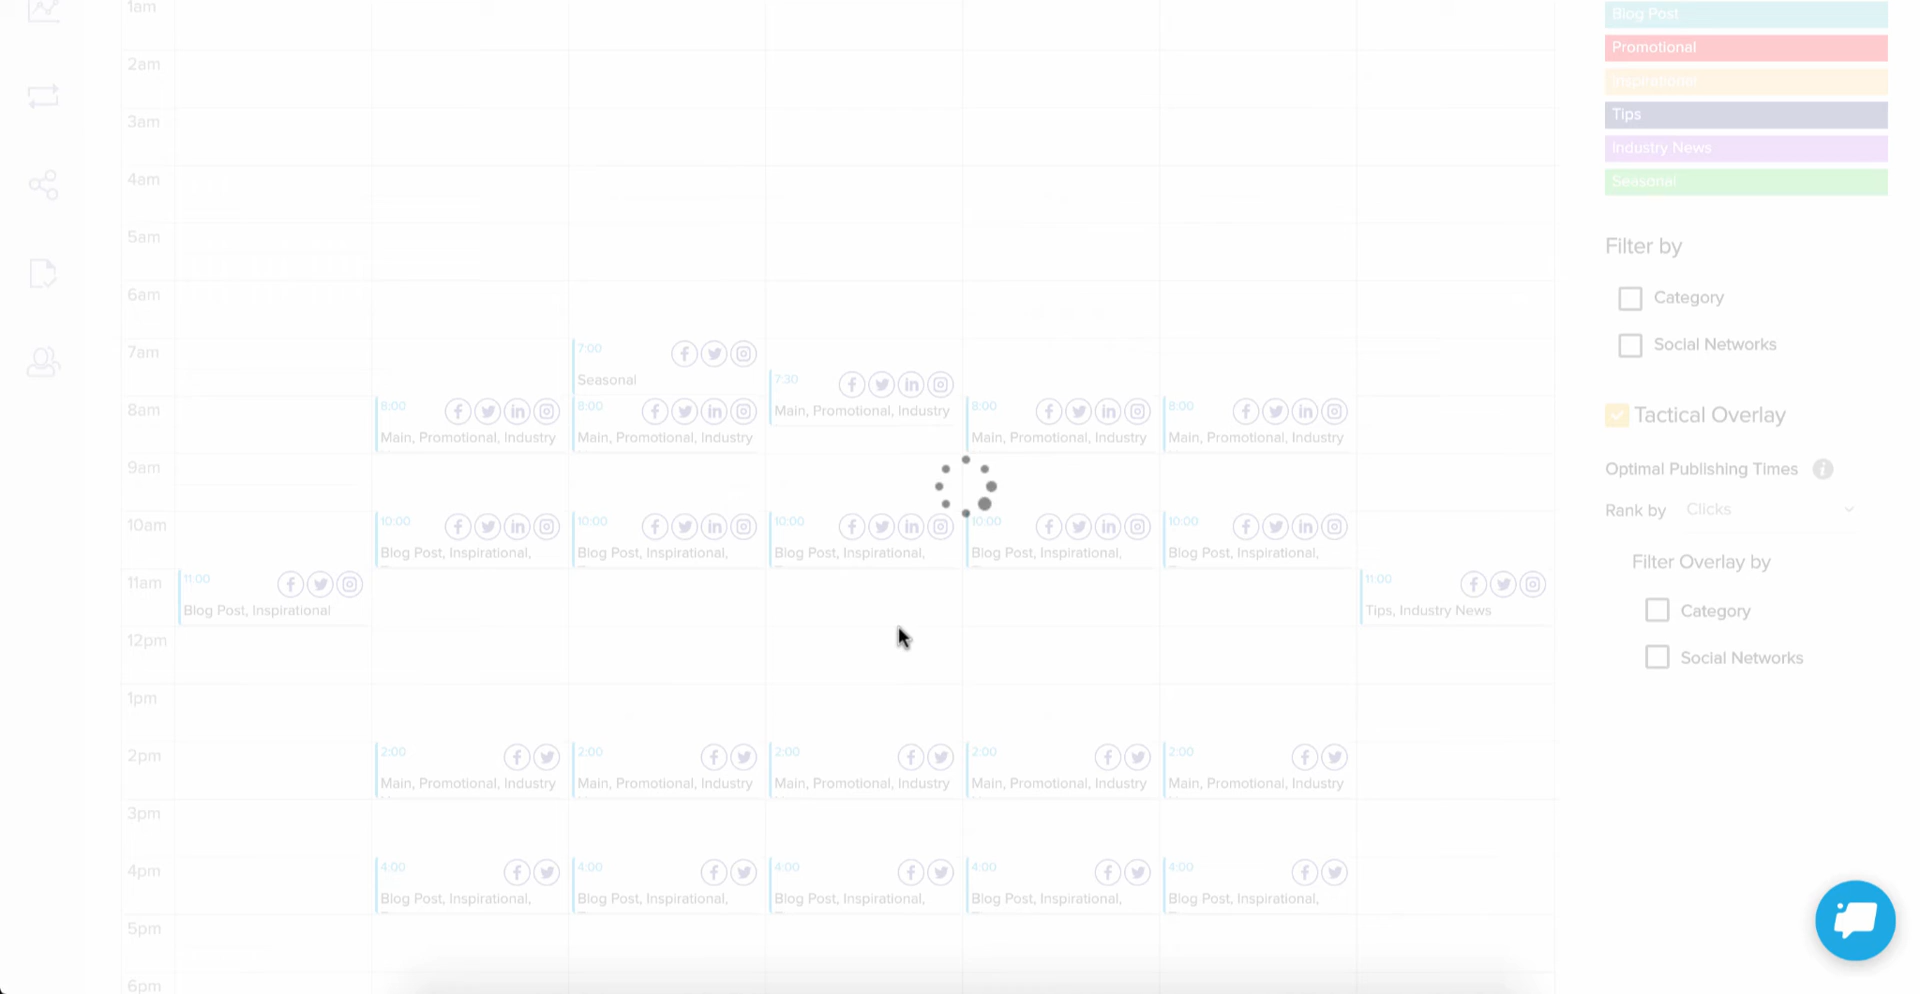 1am
Blog Post
Promotional
2am
Inspirational
Tips
3am
Industry News
4am
Seasonal
5am
Filter by
6am
Category
7am
7:00
Seasonal
Social Networks
7:30
Main, Promotional, Industry
8am
8:00
Main, Promotional, Industry
8:00
Main, Promotional, Industry
8:00
Main, Promotional, Industry
8:00
Main, Promotional, Industry
Tactical Overlay
9am
Optimal Publishing Times
Rank by Clicks
10am
10:00
Blog Post, Inspirational,
10:00
Blog Post, Inspirational,
10:00
Blog Post, Inspirational,
10:00
Blog Post, Inspirational,
10:00
Blog Post, Inspirational,
Filter Overlay by
11am
11:00
Blog Post, Inspirational
11:00
Tips, Industry News
Category
12pm
Social Networks
1pm
2pm
2:00
Main, Promotional, Industry
2:00
Main, Promotional, Industry
2:00
Main, Promotional, Industry
2:00
Main, Promotional, Industry
2:00
Main, Promotional, Industry
3pm
4pm
4:00
Blog Post, Inspirational,
4:00
Blog Post, Inspirational,
4:00
Blog Post, Inspirational,
4:00
Blog Post, Inspirational,
4:00
Blog Post, Inspirational,
5pm
6pm